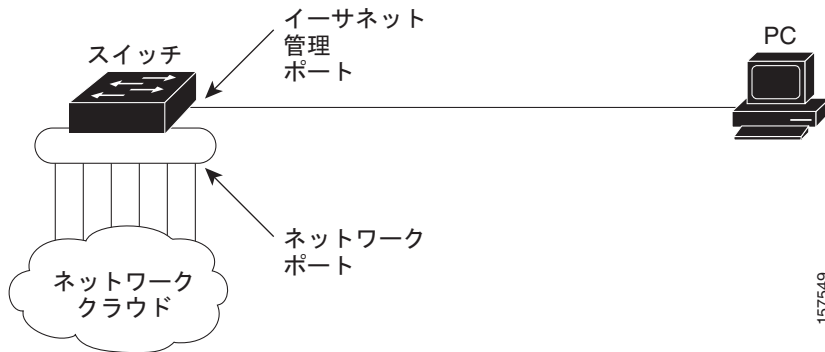 スイッチ
イーサネット
管理
ポート
PC
ネットワーク
ポート
ネットワーク
クラウド
157549